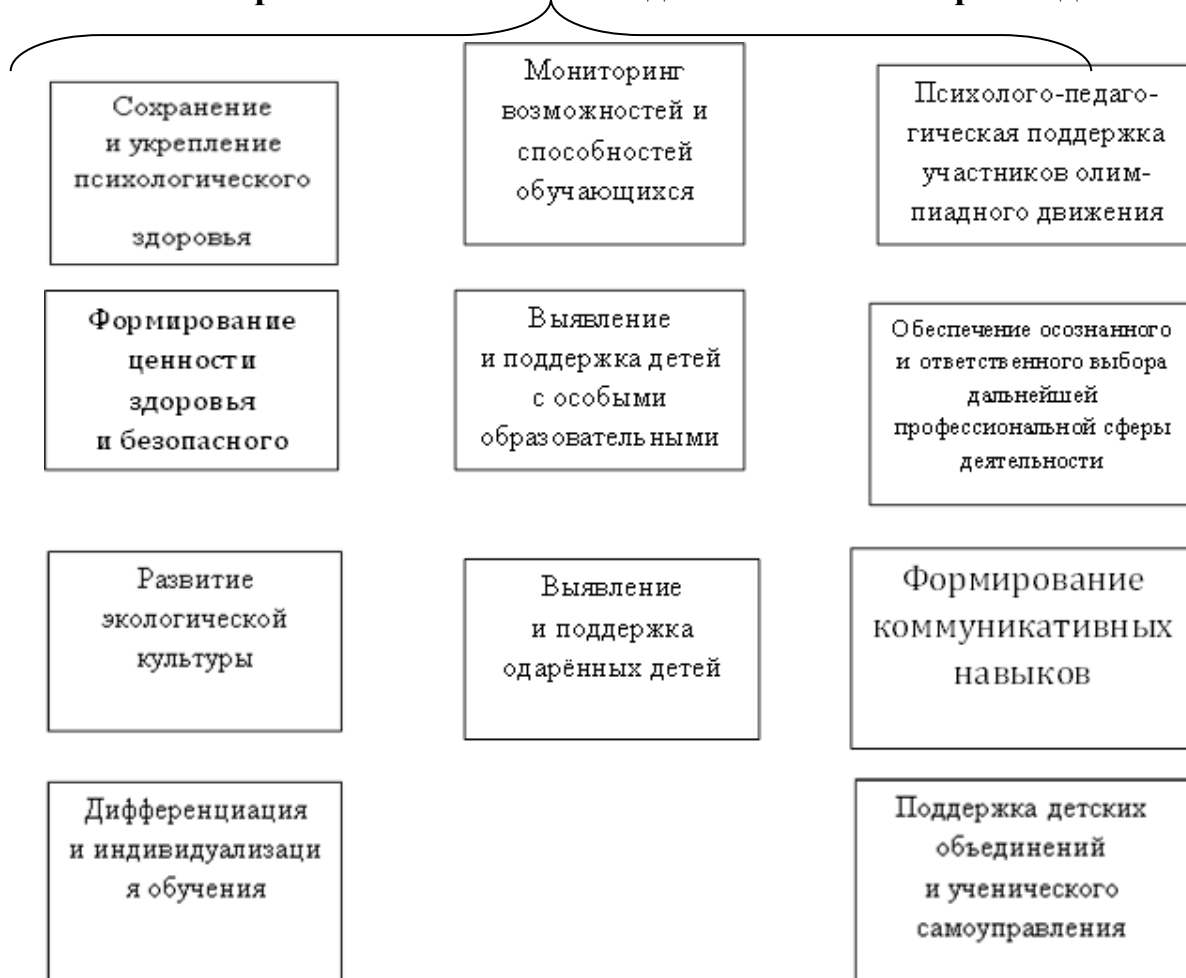 Сохранение
и укрепление
психологического
здоровья
Мониторинг
возможностей и
способностей
обучающихся
Психолого-педаго-
гическая поддержка
участников олим-
пиадного движения
Формирование
ценности
здоровья
и безопасного
Выявление
и поддержка детей
с особыми
образовательными
Обеспечение осознанного
и ответственного выбора
дальнейшей
профессиональной сферы
деятельности
Развитие
экологической
культуры
Выявление
и поддержка
одарённых детей
Формирование
коммуникативных
навыков
Дифференциация
и индивидуализаци
я обучения
Поддержка детских
объединений
и ученического
самоуправления